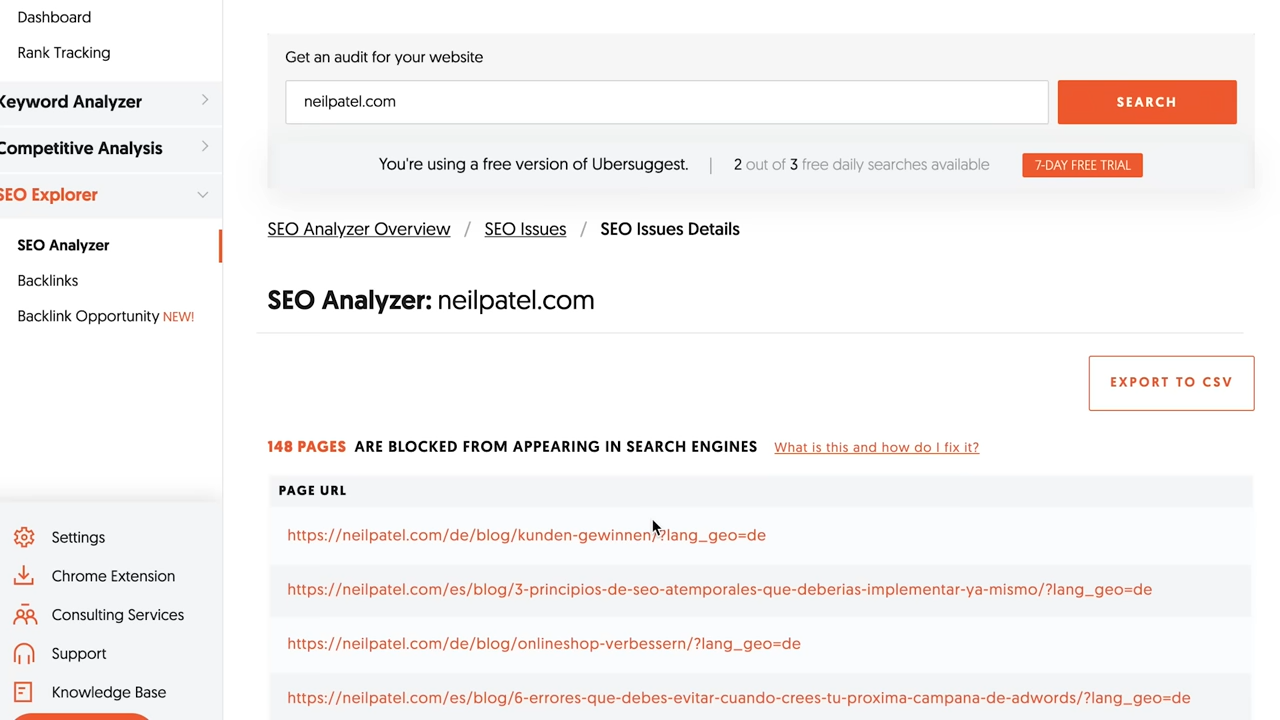 Dashboard
Rank Tracking
Keyword Analyzer
Competitive Analysis
SEO Explorer
SEO Analyzer
Backlinks
Backlink Opportunity NEW!
Settings
Chrome Extension
Consulting Services
Support
Knowledge Base
Get an audit for your website
neilpatel.com
SEARCH
You're using a free version of Ubersuggest. | 2 out of 3 free daily searches available
7-DAY FREE TRIAL
SEO Analyzer Overview / SEO Issues / SEO Issues Details
SEO Analyzer: neilpatel.com
EXPORT TO CSV
148 PAGES ARE BLOCKED FROM APPEARING IN SEARCH ENGINES What is this and how do I fix it?
PAGE URL
https://neilpatel.com/de/blog/kunden-gewinnen/?lang_geo=de
https://neilpatel.com/es/blog/3-principios-de-seo-atemporales-que-deberias-implementar-ya-mismo/?lang_geo=de
https://neilpatel.com/de/blog/onlineshop-verbessern/?lang_geo=de
https://neilpatel.com/es/blog/6-errores-que-debes-evitar-cuando-crees-tu-proxima-campana-de-adwords/?lang_geo=de